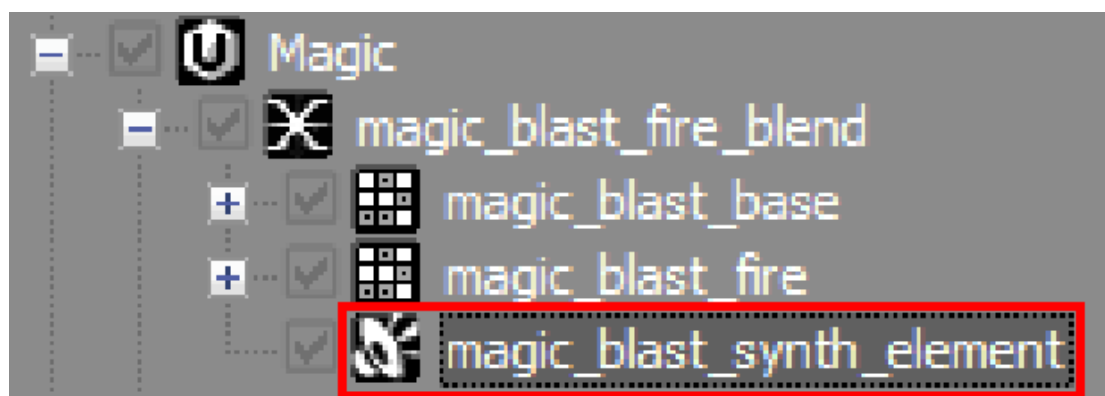 Magic
magic_blast_fire_blend
magic_blast_base
magic_blast_fire
magic_blast_synth_element